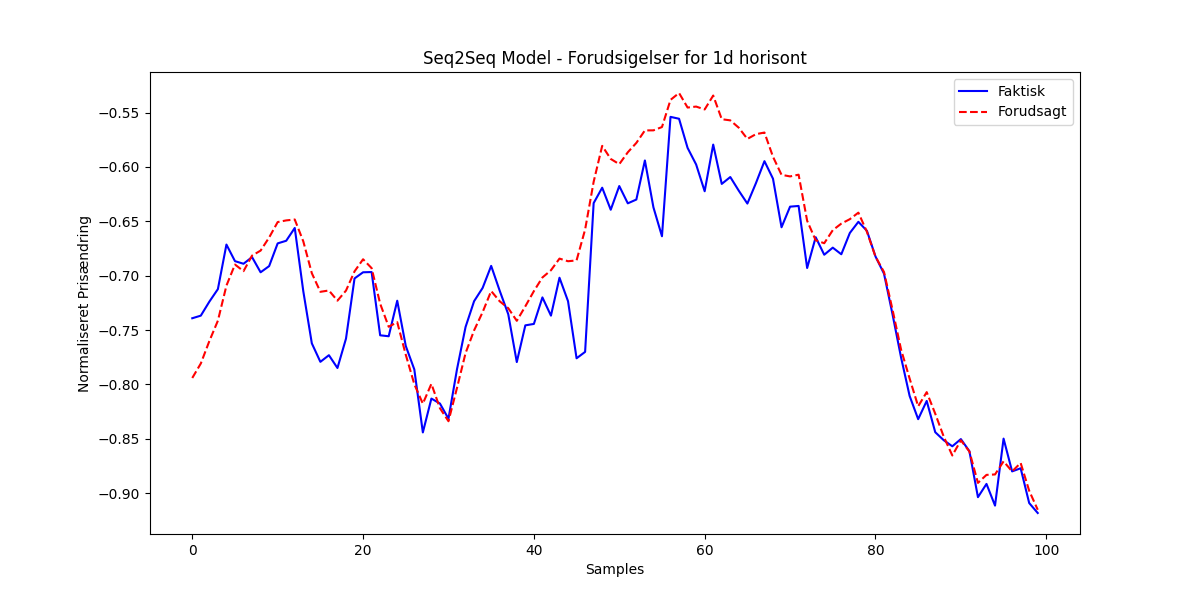 Seq2Seq Model - Forudsigelser for 1d horisont
Faktisk
Forudsagt
Normaliseret Prisændring
−0.55
−0.60
−0.65
−0.70
−0.75
−0.80
−0.85
−0.90
0 20 40 60 80 100
Samples